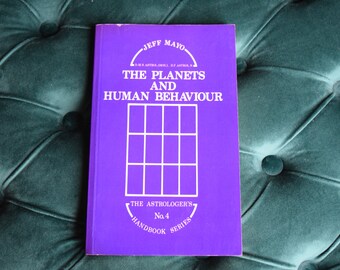 JEFF MAYO
THE PLANETS
AND
HUMAN BEHAVIOUR
THE ASTROLOGER'S
No. 4
HANDBOOK SERIES